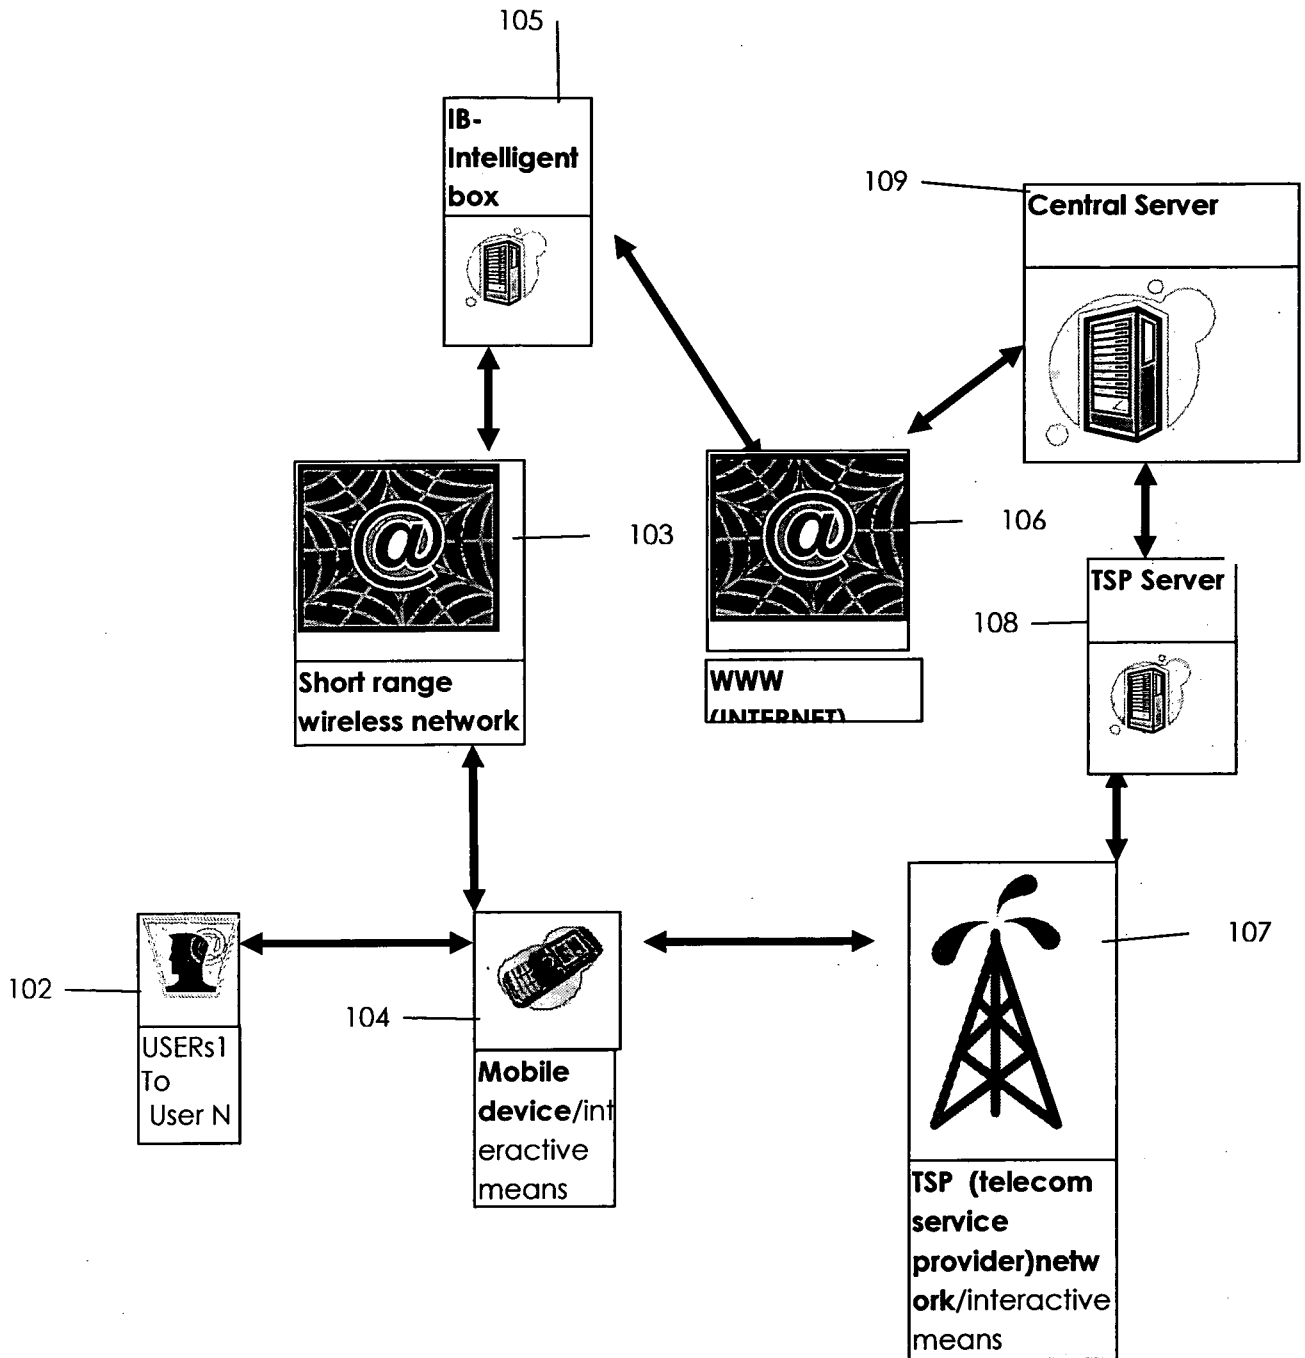 105
IB-
Intelligent
box
109
Central Server
103
106
TSP Server
108
Short range
wireless network
WWW
(INTERNET)
107
102
104
USERs1
To
User N
Mobile
device/int
eractive
means
TSP (telecom
service
provider)netw
ork/interactive
means